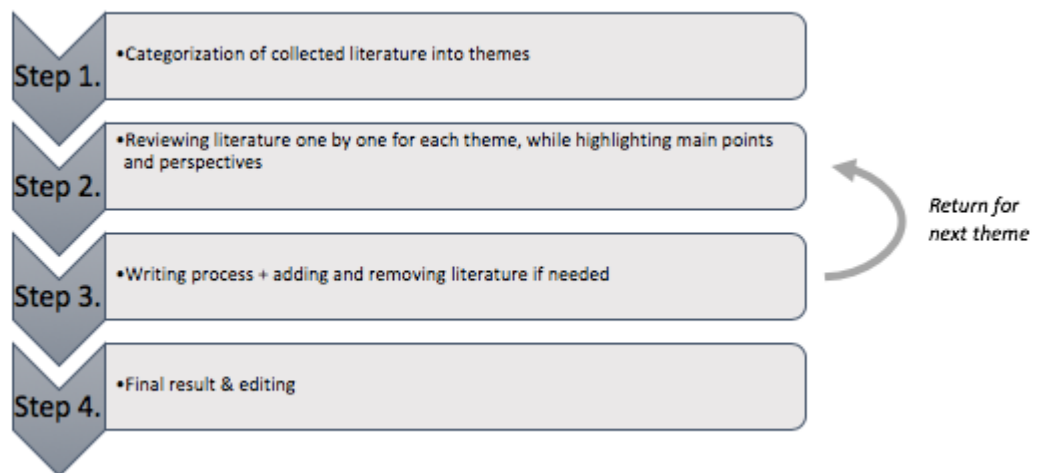 Step 1.
•Categorization of collected literature into themes
Step 2.
•Reviewing literature one by one for each theme, while highlighting main points
and perspectives
Return for
next theme
Step 3.
•Writing process + adding and removing literature if needed
Step 4.
•Final result & editing